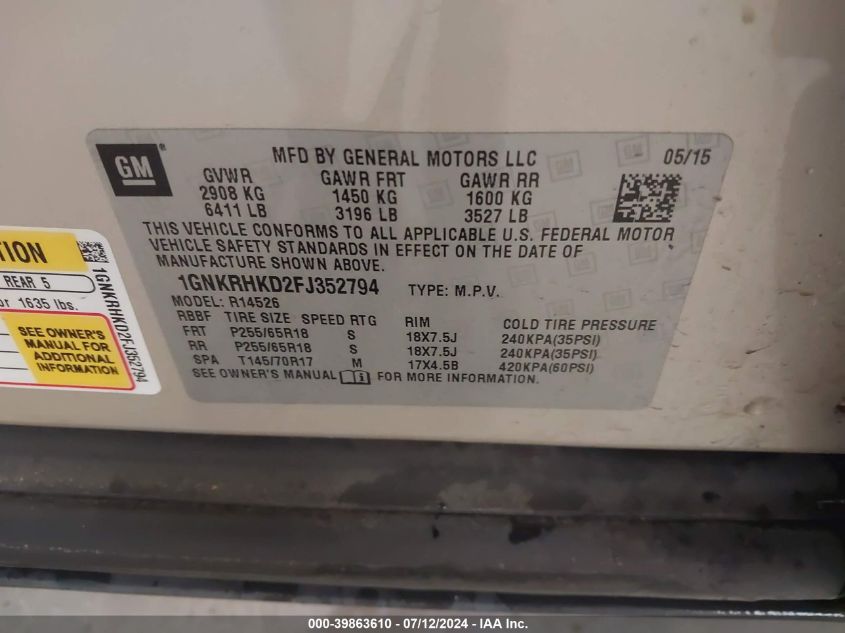 GM®
MFD BY GENERAL MOTORS LLC 05/15
GVWR GAWR FRT GAWR RR
2908 KG 1450 KG 1600 KG
6411 LB 3196 LB 3527 LB
THIS VEHICLE CONFORMS TO ALL APPLICABLE U.S. FEDERAL MOTOR
VEHICLE SAFETY STANDARDS IN EFFECT ON THE DATE OF
MANUFACTURE SHOWN ABOVE.
1GNKRHKD2FJ352794 TYPE: M.P.V.
MODEL: R14526
RBBF TIRE SIZE SPEED RTG RIM COLD TIRE PRESSURE
FRT P255/65R18 S 18X7.5J 240KPA(35PSI)
RR P255/65R18 S 18X7.5J 240KPA(35PSI)
SPA T145/70R17 M 17X4.5B 420KPA(60PSI)
SEE OWNER'S MANUAL FOR MORE INFORMATION.
TION
REAR 5
or 1635 lbs.
SEE OWNER'S
MANUAL FOR
ADDITIONAL
INFORMATION
1GNKRHKD2FJ352794
000-39863610 - 07/12/2024 - IAA Inc.